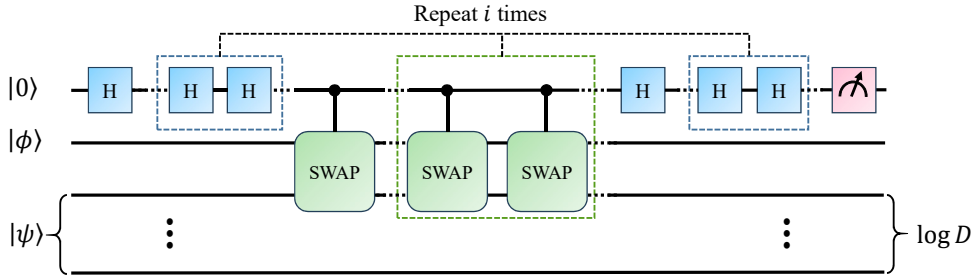 Repeat i times
|0⟩ H H H H H H
|ϕ⟩
SWAP SWAP SWAP
|ψ⟩ log D